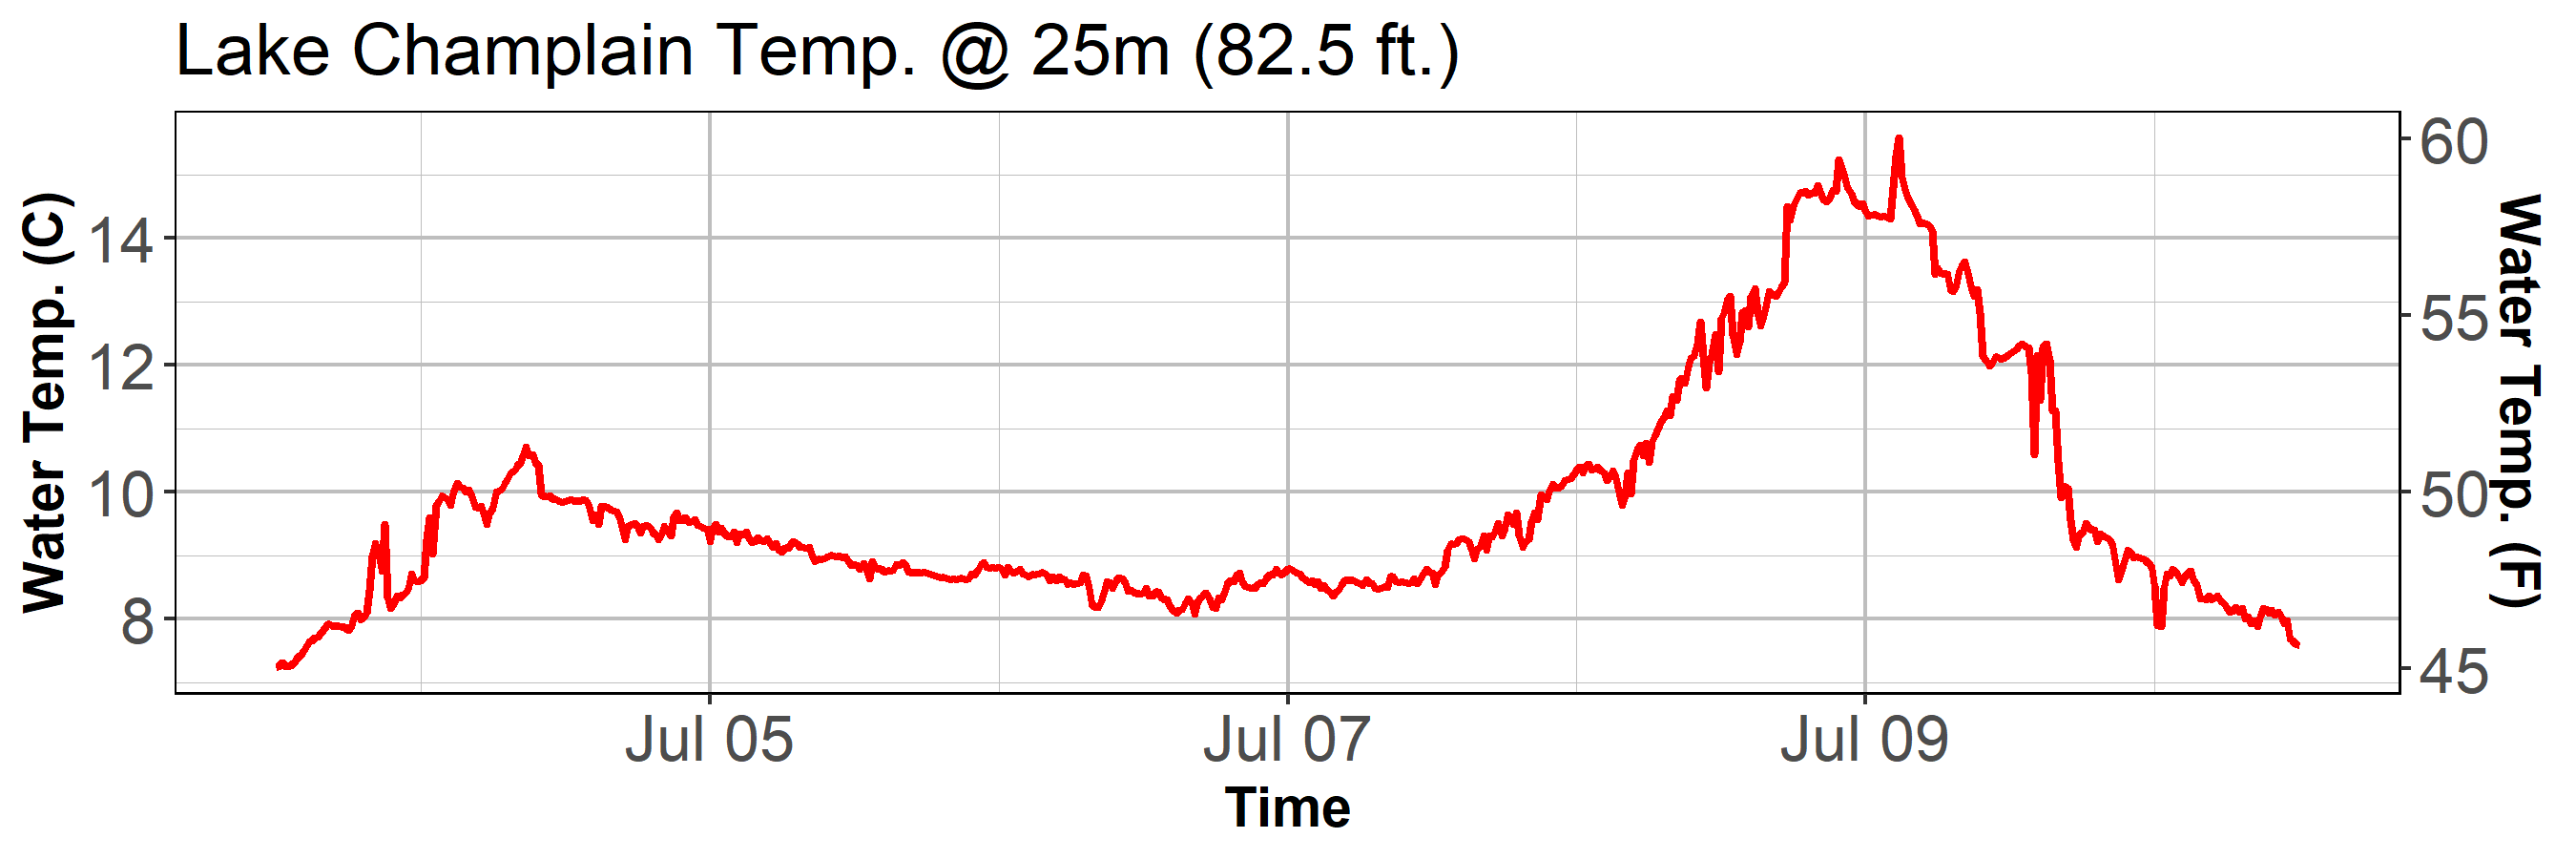 Lake Champlain Temp. @ 25m (82.5 ft.)
Water Temp. (C)
14
12
10
8
60
55
50
45
Water Temp. (F)
Jul 05
Jul 07
Jul 09
Time